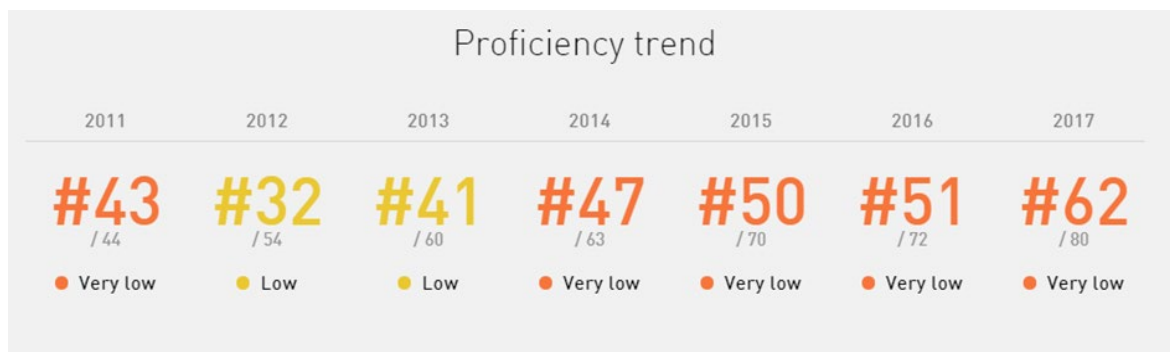 Proficiency trend
2011 2012 2013 2014 2015 2016 2017
#43 #32 #41 #47 #50 #51 #62
/ 44 / 54 / 60 / 63 / 70 / 72 / 80
Very low Low Low Very low Very low Very low Very low